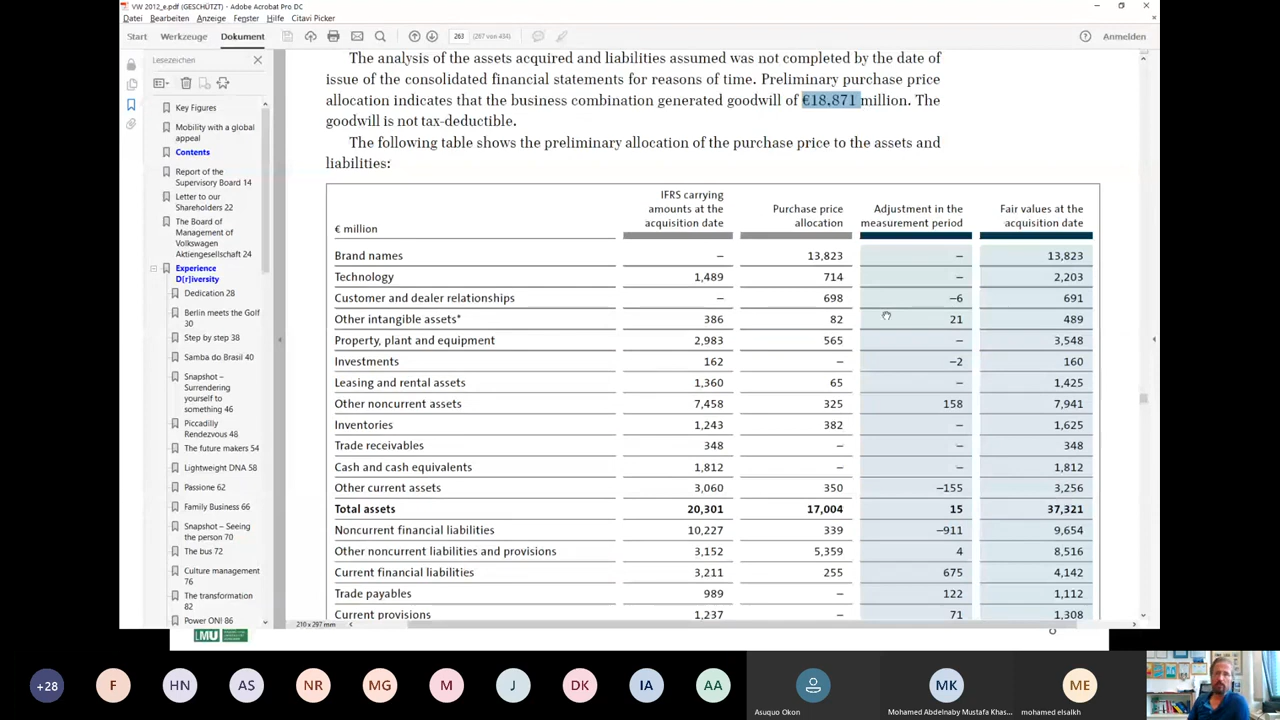 VW 2012_e.pdf (GESCHÜTZT) - Adobe Acrobat Pro DC
Datei Bearbeiten Anzeige Fenster Hilfe Citavi Picker
Start Werkzeuge Dokument 263 (297 von 434) Anmelden
Lesezeichen
Key Figures
Mobility with a global
appeal
Contents
Report of the
Supervisory Board 14
Letter to our
Shareholders 22
The Board of
Management of
Volkswagen
Aktiengesellschaft 24
Experience
D[r]iversity
Dedication 28
Berlin meets the Golf
30
Step by step 38
Samba do Brasil 40
Snapshot –
Surrendering
yourself to
something 46
Piccadilly
Rendezvous 48
The future makers 54
Lightweight DNA 58
Passione 62
Family Business 66
Snapshot – Seeing
the person 70
The bus 72
Culture management
76
The transformation
82
Power ON! 86
The analysis of the assets acquired and liabilities assumed was not completed by the date of
issue of the consolidated financial statements for reasons of time. Preliminary purchase price
allocation indicates that the business combination generated goodwill of €18,871 million. The
goodwill is not tax-deductible.
The following table shows the preliminary allocation of the purchase price to the assets and
liabilities:
€ million IFRS carrying amounts at the acquisition date Purchase price allocation Adjustment in the measurement period Fair values at the acquisition date
Brand names – 13,823 – 13,823
Technology 1,489 714 – 2,203
Customer and dealer relationships – 698 –6 691
Other intangible assets* 386 82 21 489
Property, plant and equipment 2,983 565 – 3,548
Investments 162 – –2 160
Leasing and rental assets 1,360 65 – 1,425
Other noncurrent assets 7,458 325 158 7,941
Inventories 1,243 382 – 1,625
Trade receivables 348 – – 348
Cash and cash equivalents 1,812 – – 1,812
Other current assets 3,060 350 –155 3,256
Total assets 20,301 17,004 15 37,321
Noncurrent financial liabilities 10,227 339 –911 9,654
Other noncurrent liabilities and provisions 3,152 5,359 4 8,516
Current financial liabilities 3,211 255 675 4,142
Trade payables 989 – 122 1,112
Current provisions 1,237 – 71 1,308
210 x 297 mm
LMU
+28 F HN AS NR MG M J DK IA AA MK ME
Asuquo Okon Mohamed Abdelnaby Mustafa Khas... mohamed elsalkh